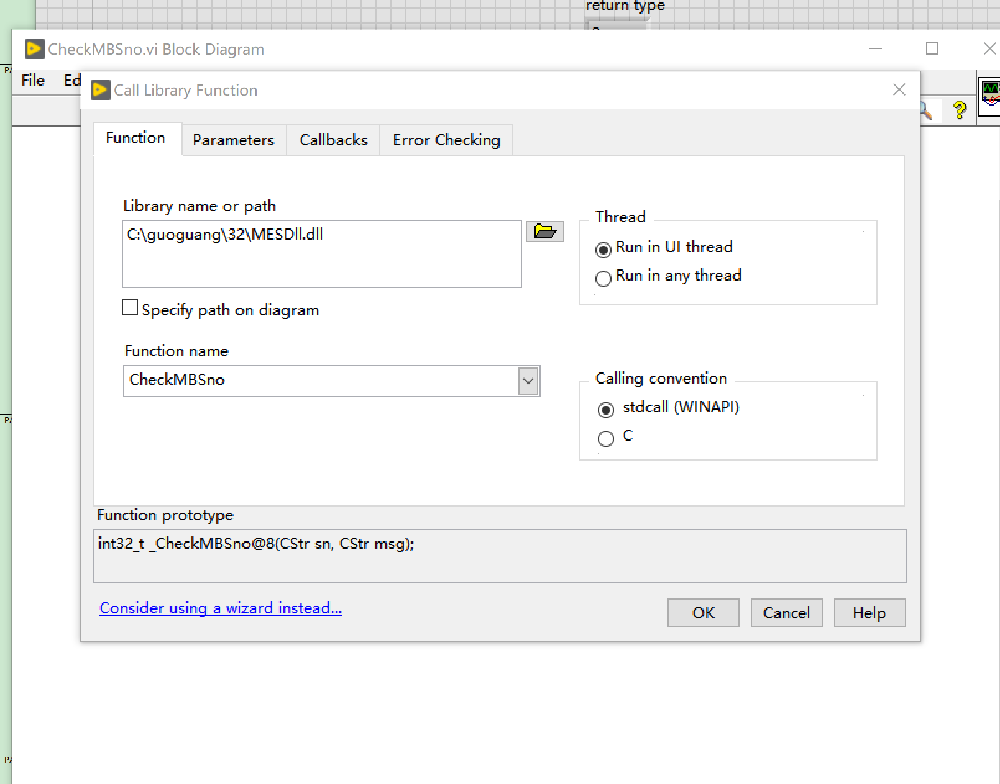 return type
CheckMBSno.vi Block Diagram
File
Call Library Function
Function
Parameters
Callbacks
Error Checking
Library name or path
C:\guoguang\32\MESDll.dll
Specify path on diagram
Thread
Run in UI thread
Run in any thread
Function name
CheckMBSno
Calling convention
stdcall (WINAPI)
C
Function prototype
int32_t _CheckMBSno@8(CStr sn, CStr msg);
Consider using a wizard instead...
OK
Cancel
Help